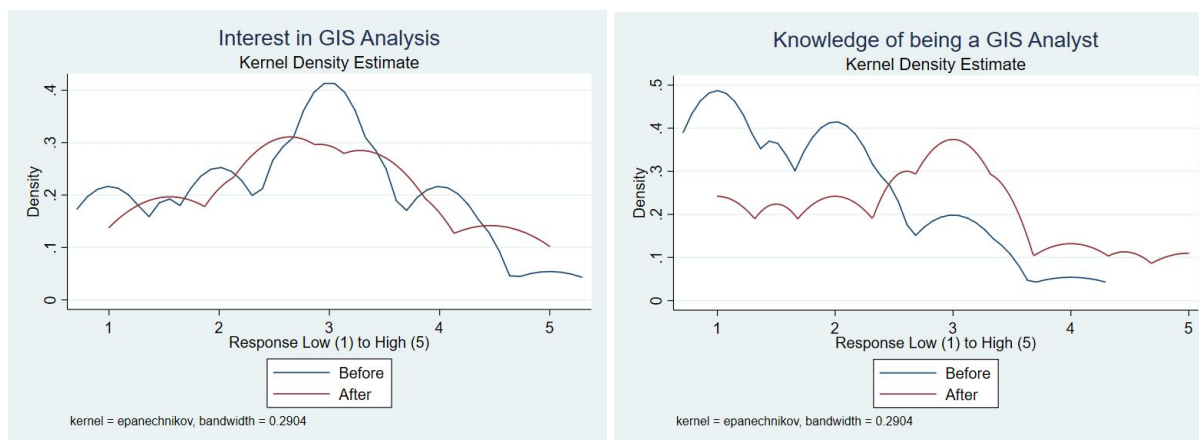 Interest in GIS Analysis
Kernel Density Estimate
Density
.4
.3
.2
.1
0
1 2 3 4 5
Response Low (1) to High (5)
Before
After
kernel = epanechnikov, bandwidth = 0.2904
Knowledge of being a GIS Analyst
Kernel Density Estimate
Density
.5
.4
.3
.2
.1
0
1 2 3 4 5
Response Low (1) to High (5)
Before
After
kernel = epanechnikov, bandwidth = 0.2904